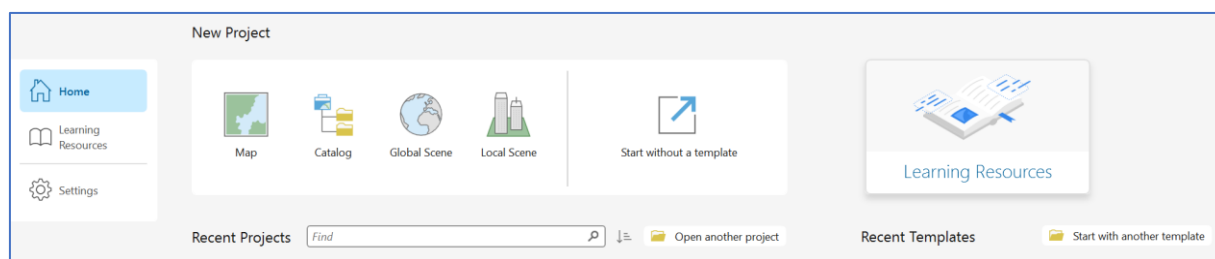 New Project
Home
Learning
Resources
Settings
Map
Catalog
Global Scene
Local Scene
Start without a template
Learning Resources
Recent Projects
Find
Open another project
Recent Templates
Start with another template